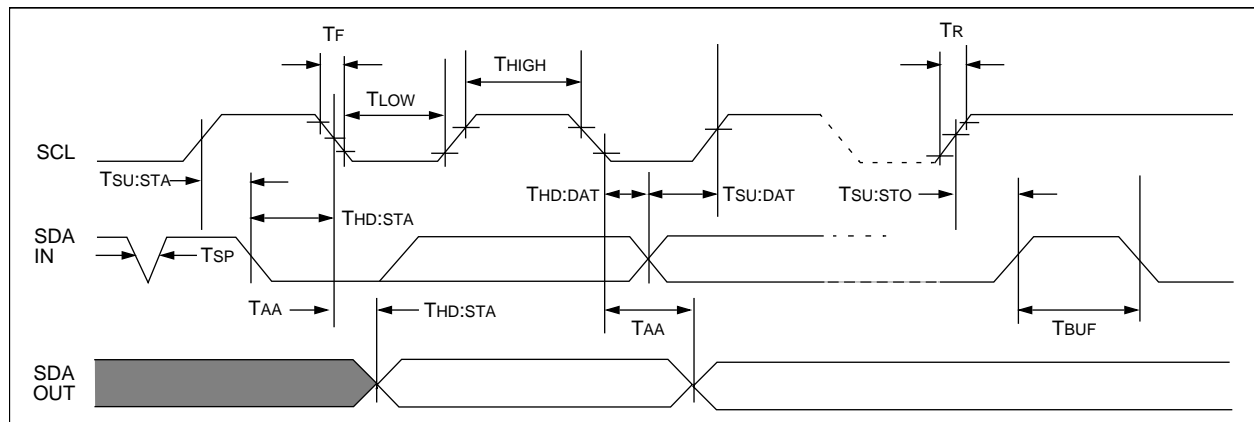 TF
TR
THIGH
TLOW
SCL
TSU:STA
THD:DAT
TSU:DAT
TSU:STO
THD:STA
SDA
IN
TSP
TAA
THD:STA
TAA
TBUF
SDA
OUT